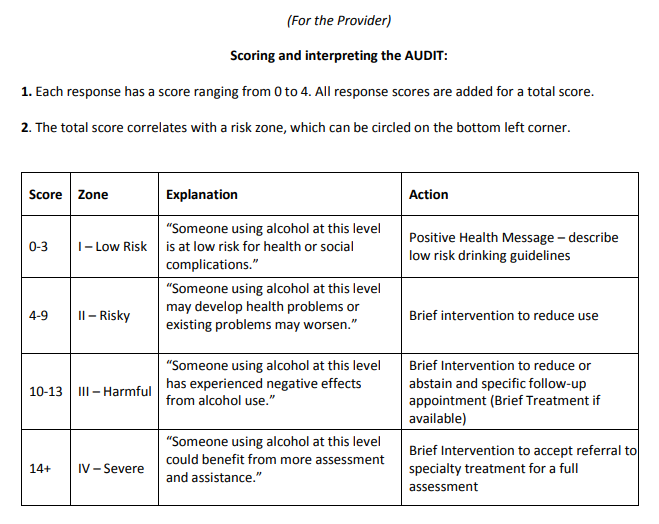 (For the Provider)
Scoring and interpreting the AUDIT:
1. Each response has a score ranging from 0 to 4. All response scores are added for a total score.
2. The total score correlates with a risk zone, which can be circled on the bottom left corner.
Score Zone Explanation Action
0-3 I – Low Risk
“Someone using alcohol at this level
is at low risk for health or social
complications.”
Positive Health Message – describe
low risk drinking guidelines
4-9 II – Risky
“Someone using alcohol at this level
may develop health problems or
existing problems may worsen.”
Brief intervention to reduce use
10-13 III – Harmful
“Someone using alcohol at this level
has experienced negative effects
from alcohol use.”
Brief Intervention to reduce or
abstain and specific follow-up
appointment (Brief Treatment if
available)
14+ IV – Severe
“Someone using alcohol at this level
could benefit from more assessment
and assistance.”
Brief Intervention to accept referral to
specialty treatment for a full
assessment